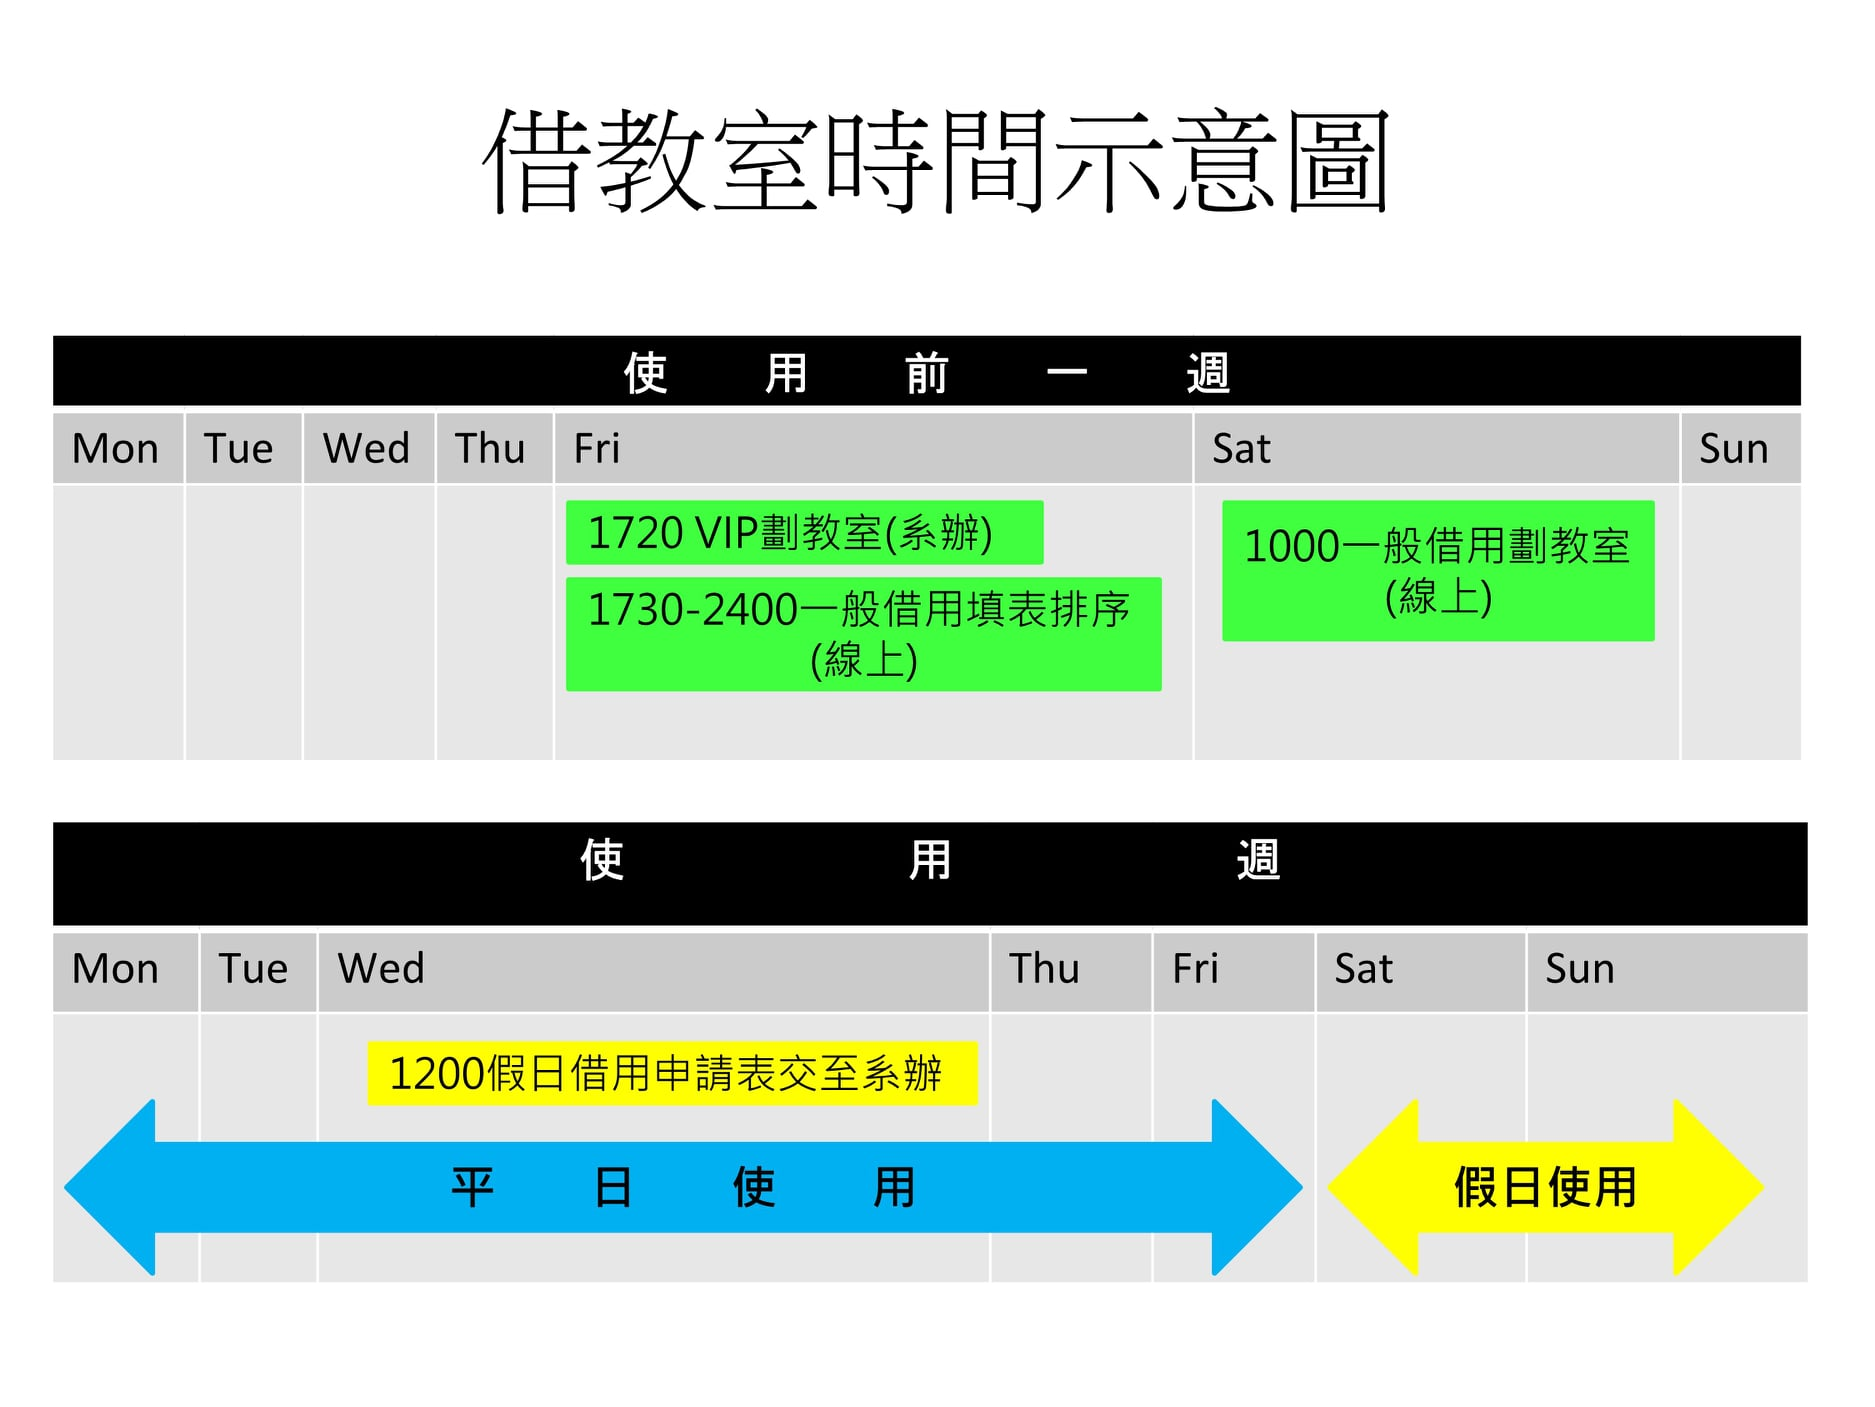 借教室時間示意圖
使用前一週
Mon Tue Wed Thu Fri Sat Sun
1720 VIP劃教室(系辦)
1730-2400一般借用填表排序
(線上)
1000一般借用劃教室
(線上)
使用週
Mon Tue Wed Thu Fri Sat Sun
1200假日借用申請表交至系辦
平日使用
假日使用